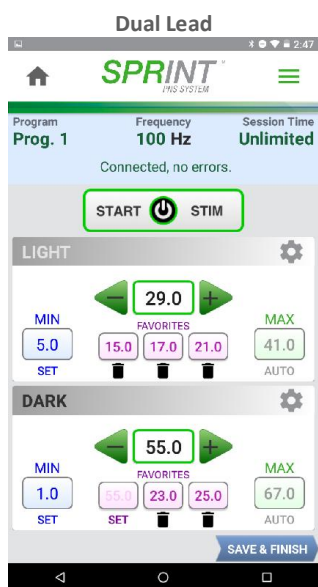 Dual Lead
2:47
SPRINT™
PNS SYSTEM
Program Frequency Session Time
Prog. 1 100 Hz Unlimited
Connected, no errors.
START STIM
LIGHT
29.0
MIN FAVORITES MAX
5.0 15.0 17.0 21.0 41.0
SET AUTO
DARK
55.0
MIN FAVORITES MAX
1.0 55.0 23.0 25.0 67.0
SET SET AUTO
SAVE & FINISH